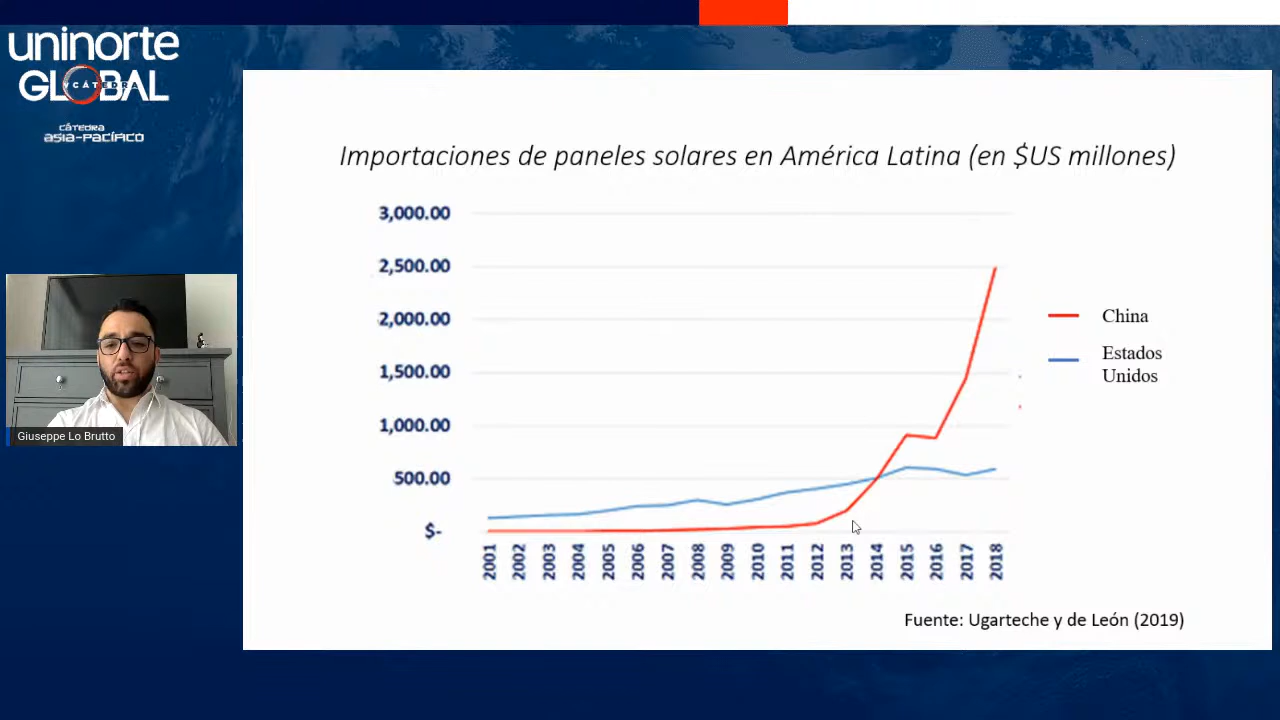 uninorte
GLOBAL
CÁTEDRA
CÁTEDRA
ASIA-PACÍFICO
Importaciones de paneles solares en América Latina (en $US millones)
3,000.00
2,500.00
2,000.00
1,500.00
1,000.00
500.00
$-
2001
2002
2003
2004
2005
2006
2007
2008
2009
2010
2011
2012
2013
2014
2015
2016
2017
2018
China
Estados
Unidos
Giuseppe Lo Brutto
Fuente: Ugarteche y de León (2019)